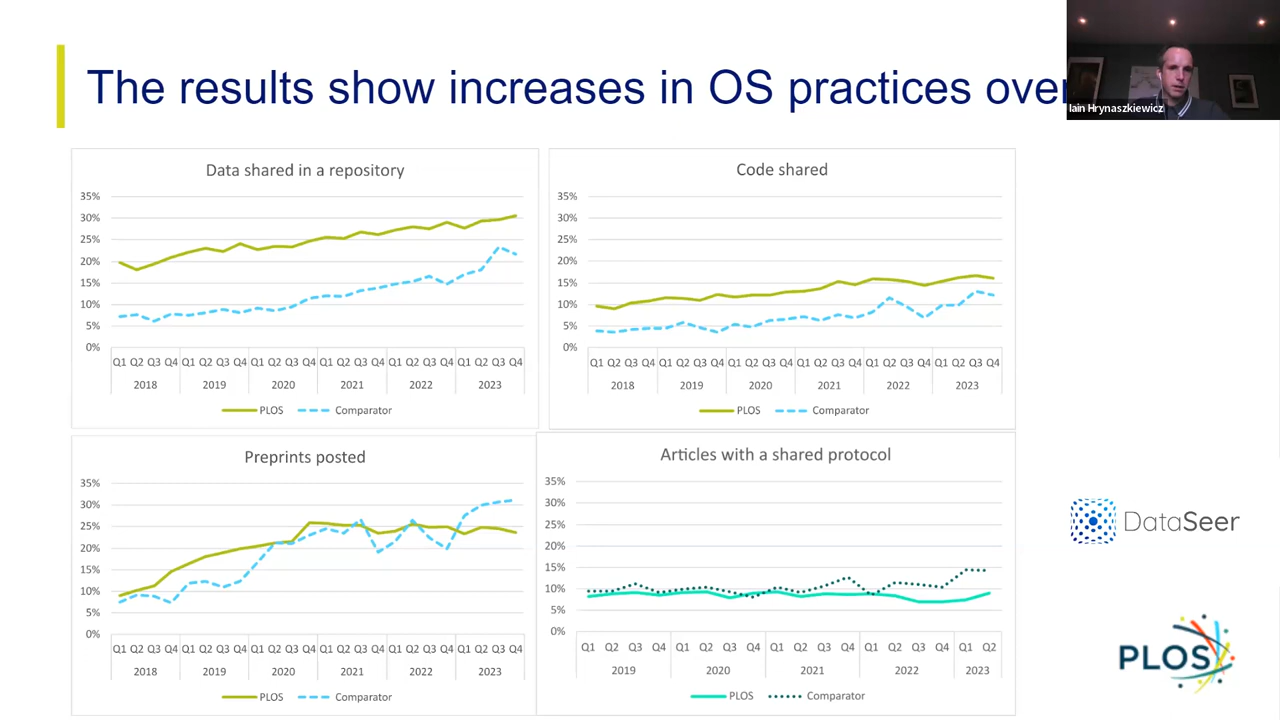 The results show increases in OS practices over
Iain Hrynaszkiewicz
Data shared in a repository
35%
30%
25%
20%
15%
10%
5%
0%
Q1 Q2 Q3 Q4 Q1 Q2 Q3 Q4 Q1 Q2 Q3 Q4 Q1 Q2 Q3 Q4 Q1 Q2 Q3 Q4 Q1 Q2 Q3 Q4
2018 2019 2020 2021 2022 2023
PLOS Comparator
Code shared
35%
30%
25%
20%
15%
10%
5%
0%
Q1 Q2 Q3 Q4 Q1 Q2 Q3 Q4 Q1 Q2 Q3 Q4 Q1 Q2 Q3 Q4 Q1 Q2 Q3 Q4 Q1 Q2 Q3 Q4
2018 2019 2020 2021 2022 2023
PLOS Comparator
Preprints posted
35%
30%
25%
20%
15%
10%
5%
0%
Q1 Q2 Q3 Q4 Q1 Q2 Q3 Q4 Q1 Q2 Q3 Q4 Q1 Q2 Q3 Q4 Q1 Q2 Q3 Q4 Q1 Q2 Q3 Q4
2018 2019 2020 2021 2022 2023
PLOS Comparator
Articles with a shared protocol
35%
30%
25%
20%
15%
10%
5%
0%
Q1 Q2 Q3 Q4 Q1 Q2 Q3 Q4 Q1 Q2 Q3 Q4 Q1 Q2 Q3 Q4 Q1 Q2
2019 2020 2021 2022 2023
PLOS Comparator
DataSeer
PLOS